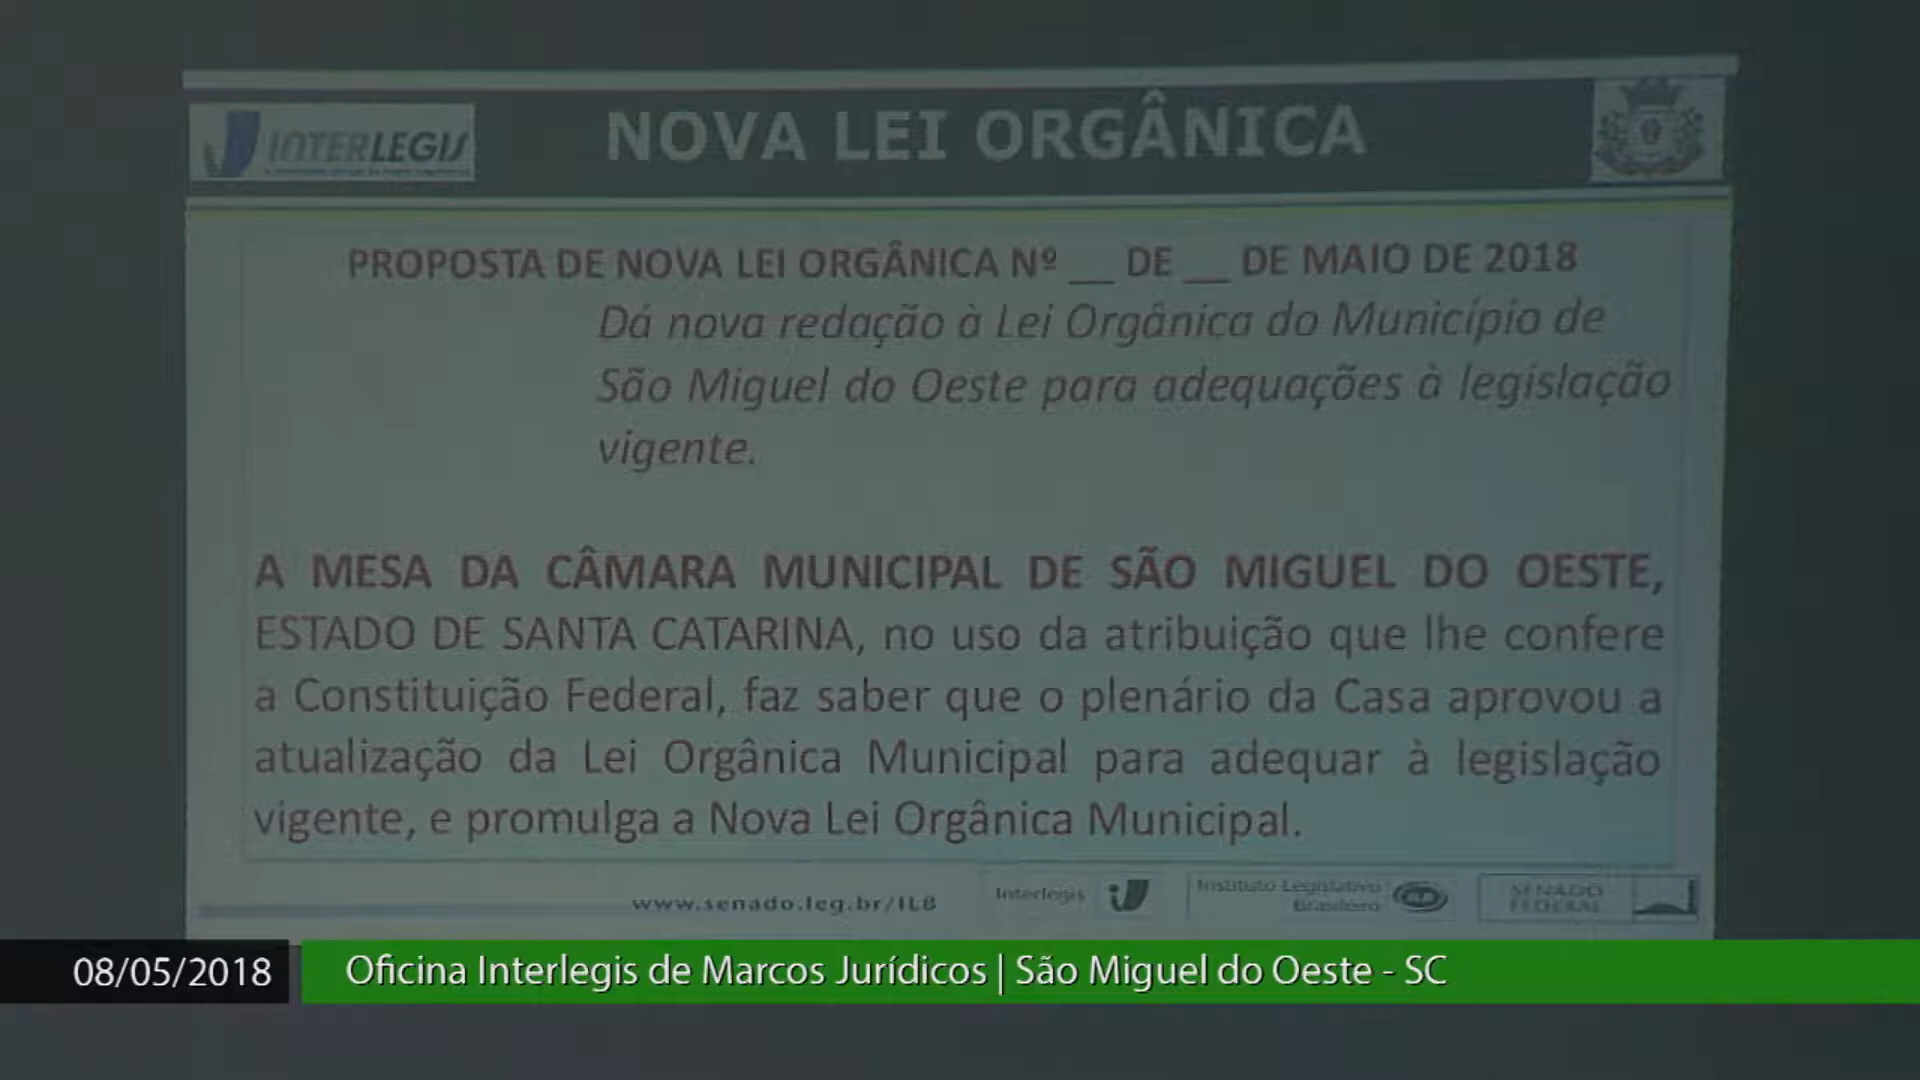 INTERLEGIS
NOVA LEI ORGÂNICA
PROPOSTA DE NOVA LEI ORGÂNICA Nº __ DE __ DE MAIO DE 2018
Dá nova redação à Lei Orgânica do Município de
São Miguel do Oeste para adequações à legislação
vigente.
A MESA DA CÂMARA MUNICIPAL DE SÃO MIGUEL DO OESTE,
ESTADO DE SANTA CATARINA, no uso da atribuição que lhe confere
a Constituição Federal, faz saber que o plenário da Casa aprovou a
atualização da Lei Orgânica Municipal para adequar à legislação
vigente, e promulga a Nova Lei Orgânica Municipal.
www.senado.leg.br/ILB
Interlegis
Instituto Legislativo
Brasileiro
SENADO
FEDERAL
08/05/2018
Oficina Interlegis de Marcos Jurídicos | São Miguel do Oeste - SC